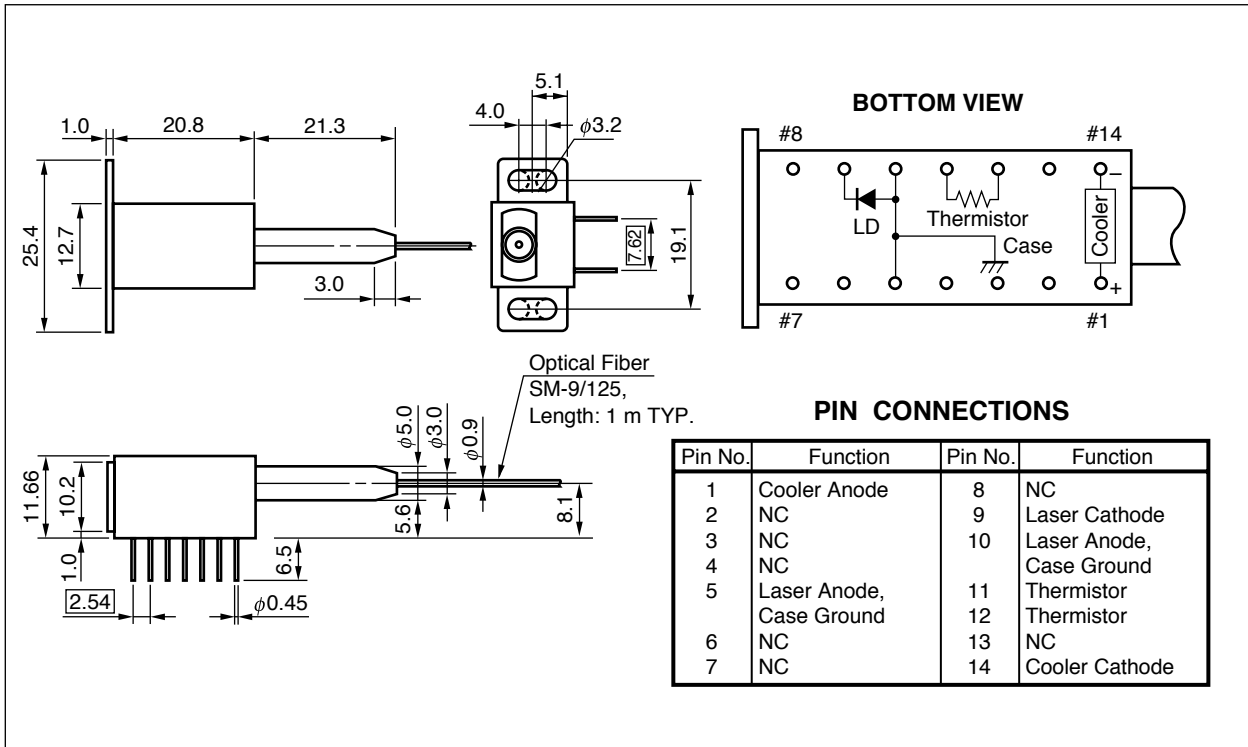 1.0
20.8
21.3
25.4
12.7
3.0
5.1
4.0
φ3.2
7.62
19.1
BOTTOM VIEW
#8
#14
–
LD
Thermistor
Case
Cooler
+
#7
#1
Optical Fiber
SM-9/125,
Length: 1 m TYP.
φ5.0
φ3.0
φ0.9
11.66
10.2
1.0
5.6
8.1
6.5
2.54
φ0.45
PIN CONNECTIONS
Pin No. Function Pin No. Function
1 Cooler Anode 8 NC
2 NC 9 Laser Cathode
3 NC 10 Laser Anode,
4 NC Case Ground
5 Laser Anode, 11 Thermistor
Case Ground 12 Thermistor
6 NC 13 NC
7 NC 14 Cooler Cathode